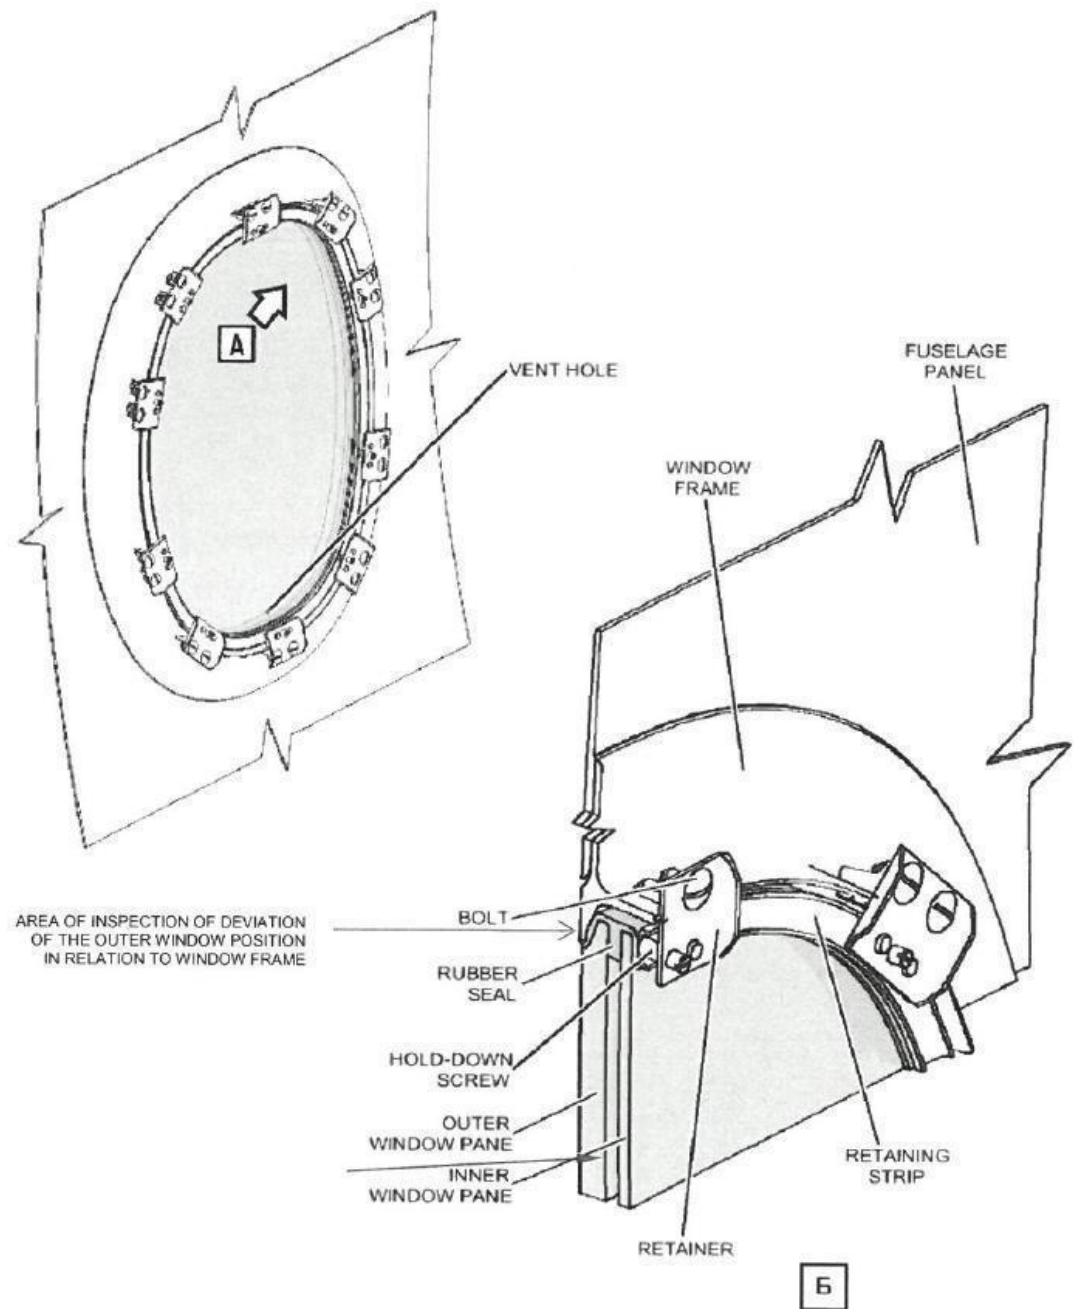 A
VENT HOLE
FUSELAGE
PANEL
WINDOW
FRAME
AREA OF INSPECTION OF DEVIATION
OF THE OUTER WINDOW POSITION
IN RELATION TO WINDOW FRAME
BOLT
RUBBER
SEAL
HOLD-DOWN
SCREW
OUTER
WINDOW PANE
INNER
WINDOW PANE
RETAINING
STRIP
RETAINER
Б